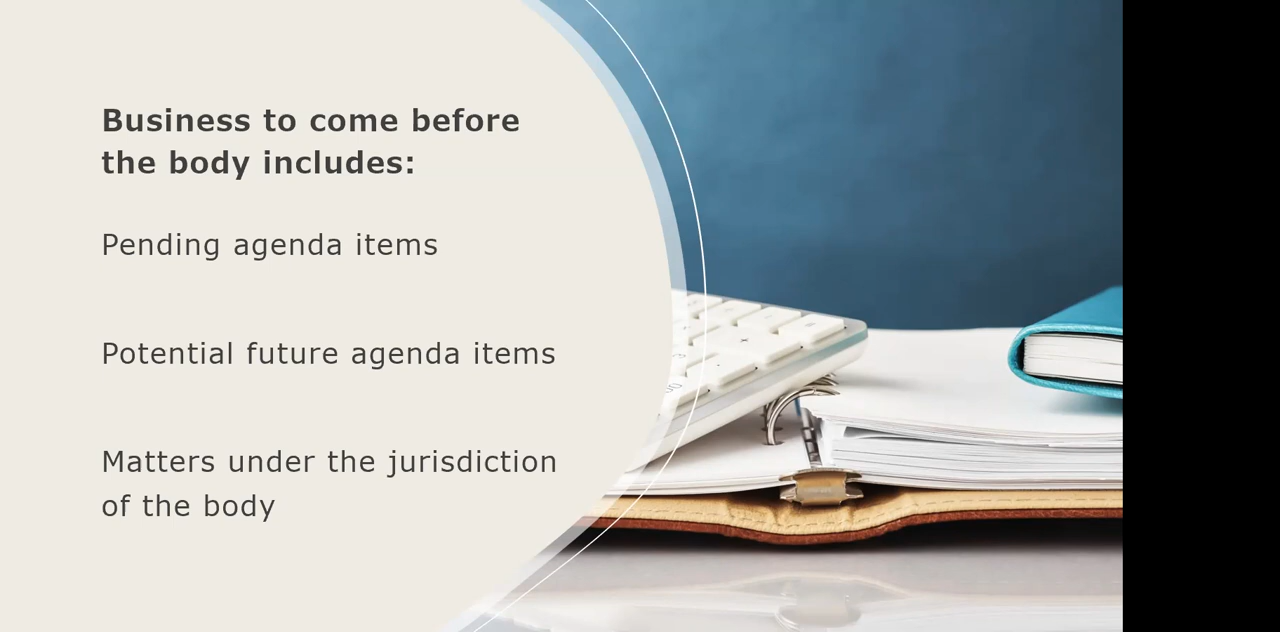 Business to come before
the body includes:
Pending agenda items
Potential future agenda items
Matters under the jurisdiction
of the body